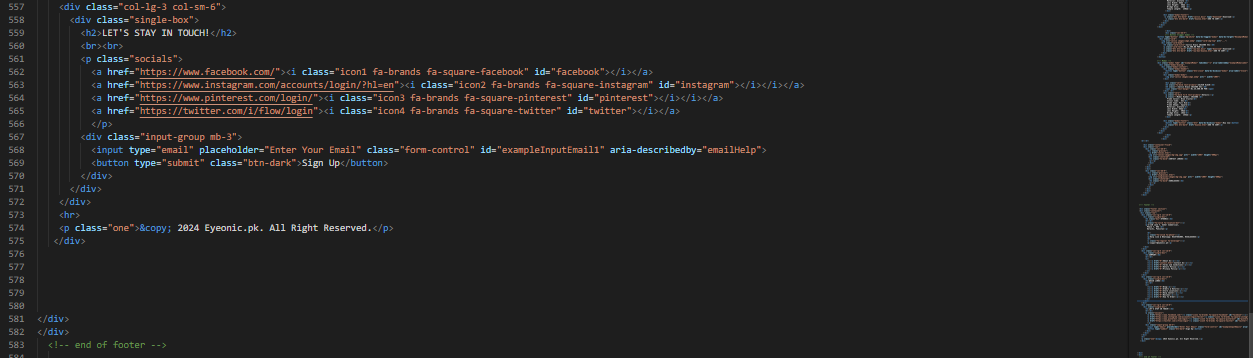 557 <div class="col-lg-3 col-sm-6">
558 <div class="single-box">
559 <h2>LET'S STAY IN TOUCH!</h2>
560 <br><br>
561 <p class="socials">
562 <a href="https://www.facebook.com/"><i class="icon1 fa-brands fa-square-facebook" id="facebook"></i></a>
563 <a href="https://www.instagram.com/accounts/login/?hl=en"><i class="icon2 fa-brands fa-square-instagram" id="instagram"></i></i></a>
564 <a href="https://www.pinterest.com/login/"><i class="icon3 fa-brands fa-square-pinterest" id="pinterest"></i></i></a>
565 <a href="https://twitter.com/i/flow/login"><i class="icon4 fa-brands fa-square-twitter" id="twitter"></i></a>
566 </p>
567 <div class="input-group mb-3">
568 <input type="email" placeholder="Enter Your Email" class="form-control" id="exampleInputEmail1" aria-describedby="emailHelp">
569 <button type="submit" class="btn-dark">Sign Up</button>
570 </div>
571 </div>
572 </div>
573 <hr>
574 <p class="one">&copy; 2024 Eyeonic.pk. All Right Reserved.</p>
575 </div>
576
577
578
579
580
581 </div>
582 </div>
583 <!-- end of footer -->